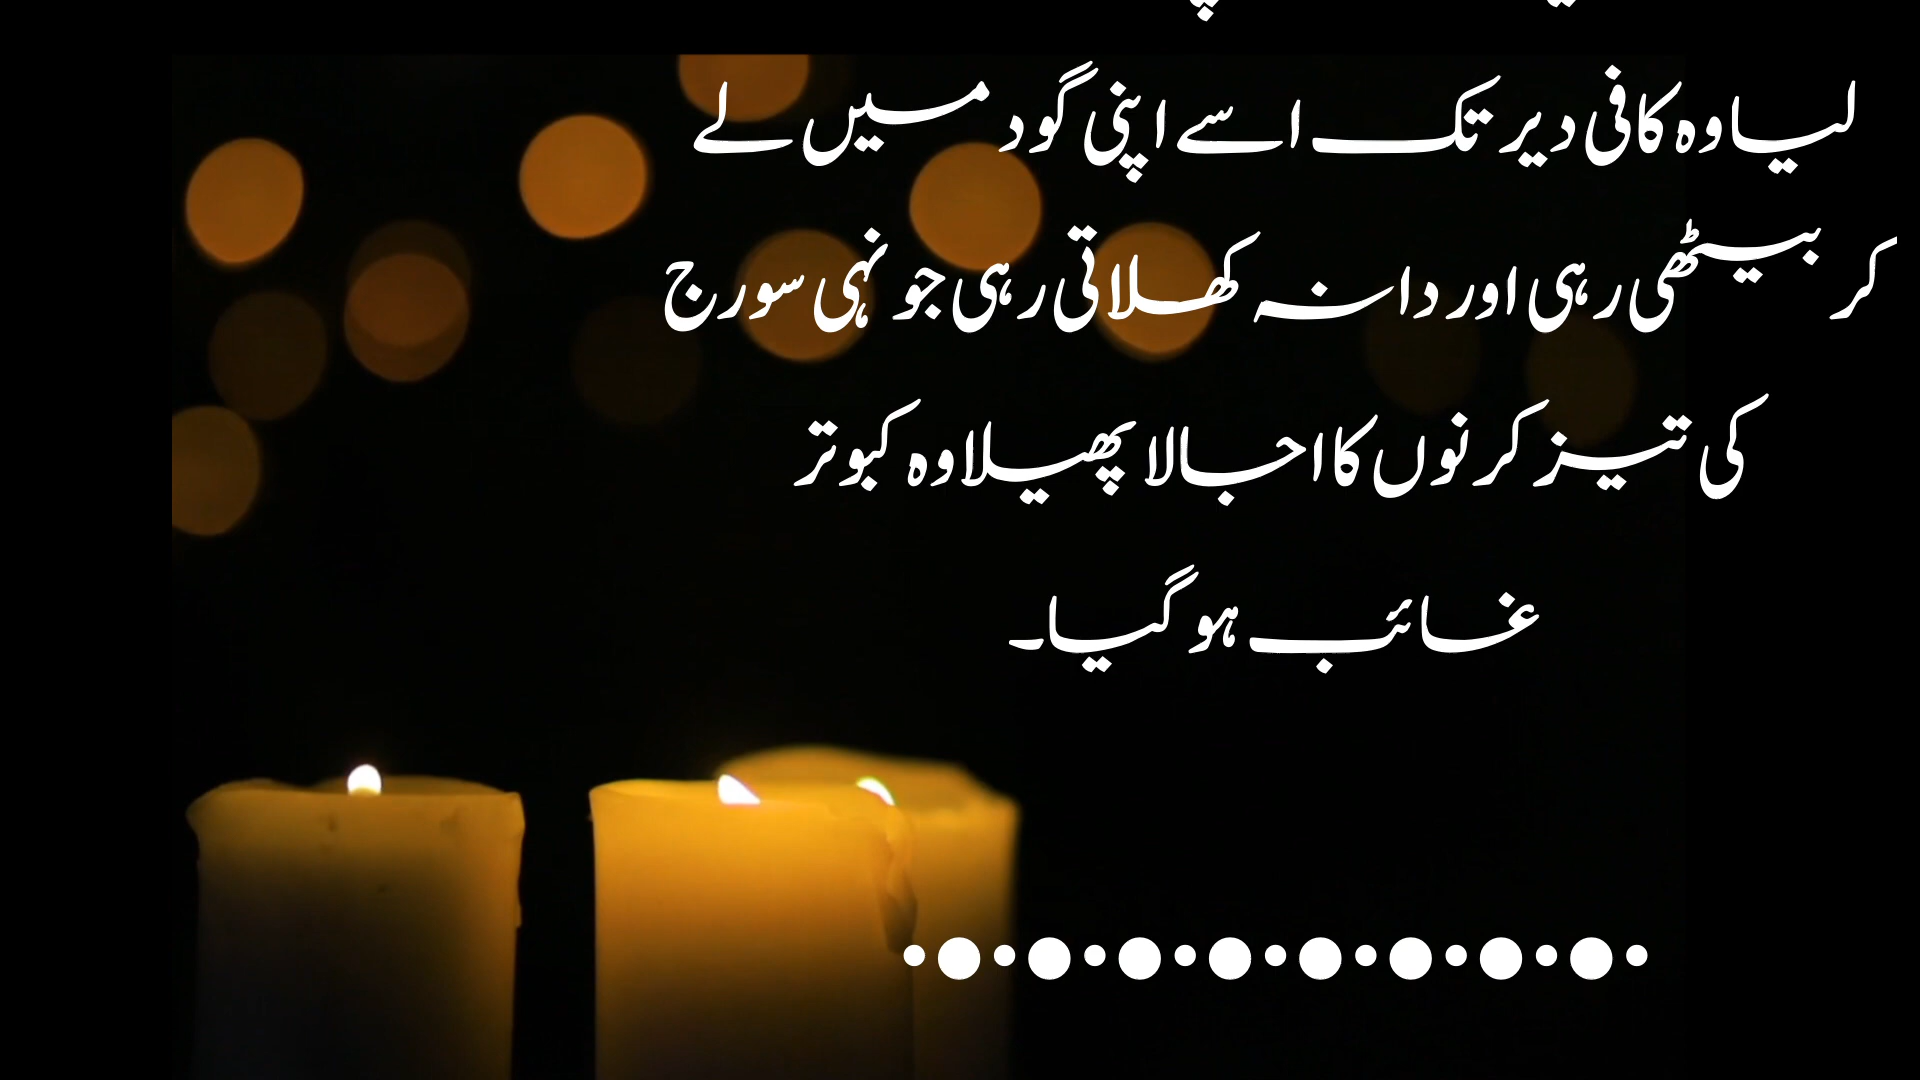 لیا وہ کافی دیر تک اسے اپنی گود میں لے
کر بیٹھی رہی اور دانہ کھلاتی رہی جو نہی سورج
کی تیز کرنوں کا اجالا پھیلا وہ کبوتر
غائب ہو گیا۔